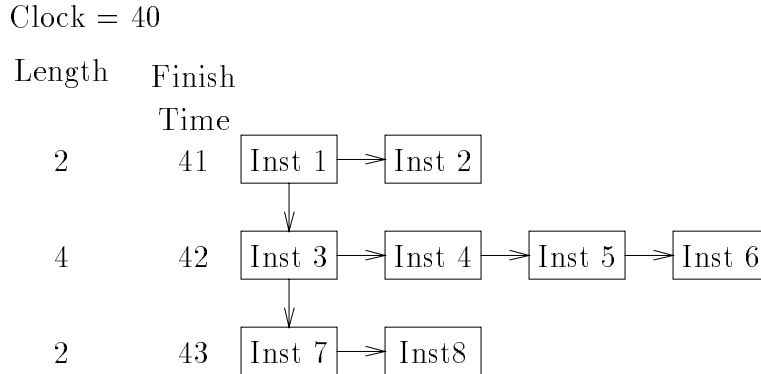 Clock = 40
Length Finish
Time
2 41 Inst 1 Inst 2
4 42 Inst 3 Inst 4 Inst 5 Inst 6
2 43 Inst 7 Inst8